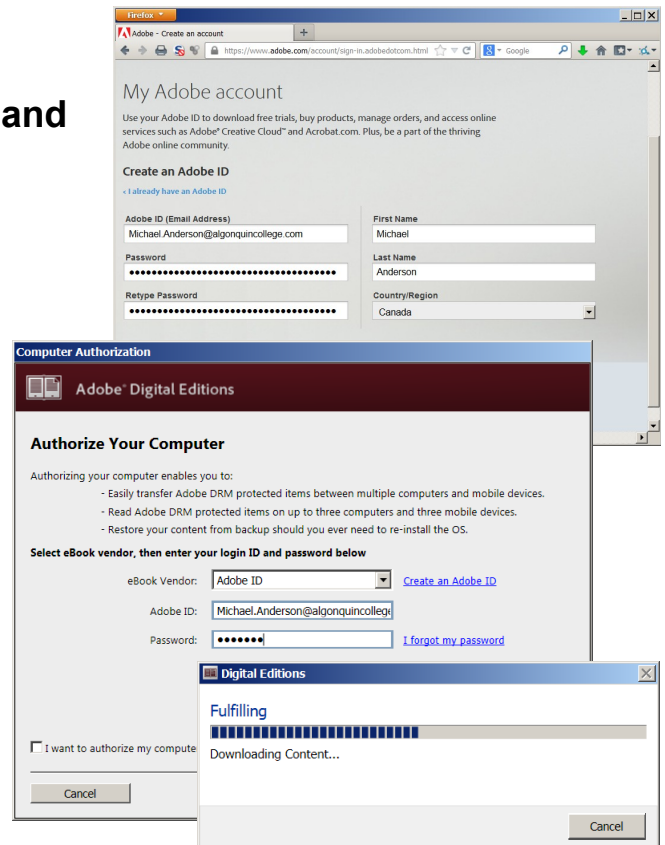 and
Firefox
Adobe - Create an account
+
https://www.adobe.com/account/sign-in.adobedotcom.html
Google
My Adobe account
Use your Adobe ID to download free trials, buy products, manage orders, and access online
services such as Adobe® Creative Cloud™ and Acrobat.com. Plus, be a part of the thriving
Adobe online community.
Create an Adobe ID
‹ I already have an Adobe ID
Adobe ID (Email Address)
First Name
Michael.Anderson@algonquincollege.com
Michael
Password
Last Name
••••••••••••••••••••••••••••••••••••
Anderson
Retype Password
Country/Region
••••••••••••••••••••••••••••••••••••
Canada
Computer Authorization
Adobe® Digital Editions
Authorize Your Computer
Authorizing your computer enables you to:
- Easily transfer Adobe DRM protected items between multiple computers and mobile devices.
- Read Adobe DRM protected items on up to three computers and three mobile devices.
- Restore your content from backup should you ever need to re-install the OS.
Select eBook vendor, then enter your login ID and password below
eBook Vendor: Adobe ID Create an Adobe ID
Adobe ID: Michael.Anderson@algonquincolleg
Password: ••••••• I forgot my password
Digital Editions
Fulfilling
Downloading Content...
I want to authorize my compute
Cancel
Cancel